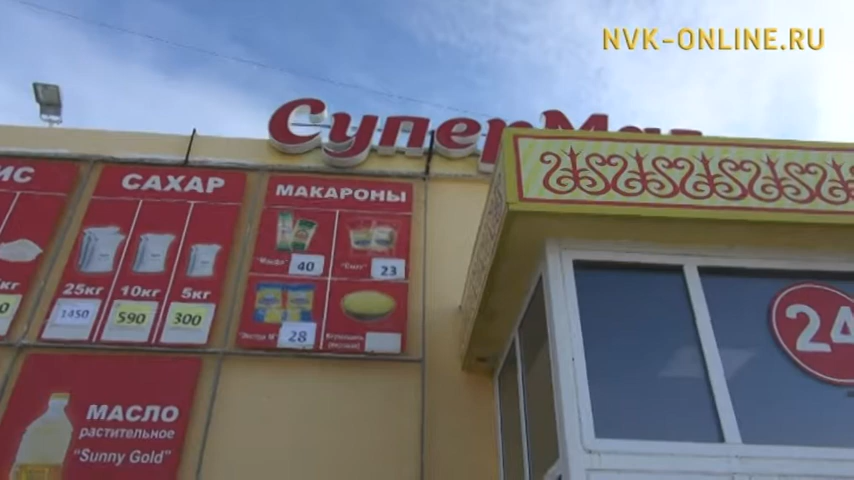 NVK-ONLINE.RU
Супер
ИС
САХАР
МАКАРОНЫ
40
23
25кг 10кг 5кг
1450 590 300
28
24
МАСЛО
растительное
"Sunny Gold"